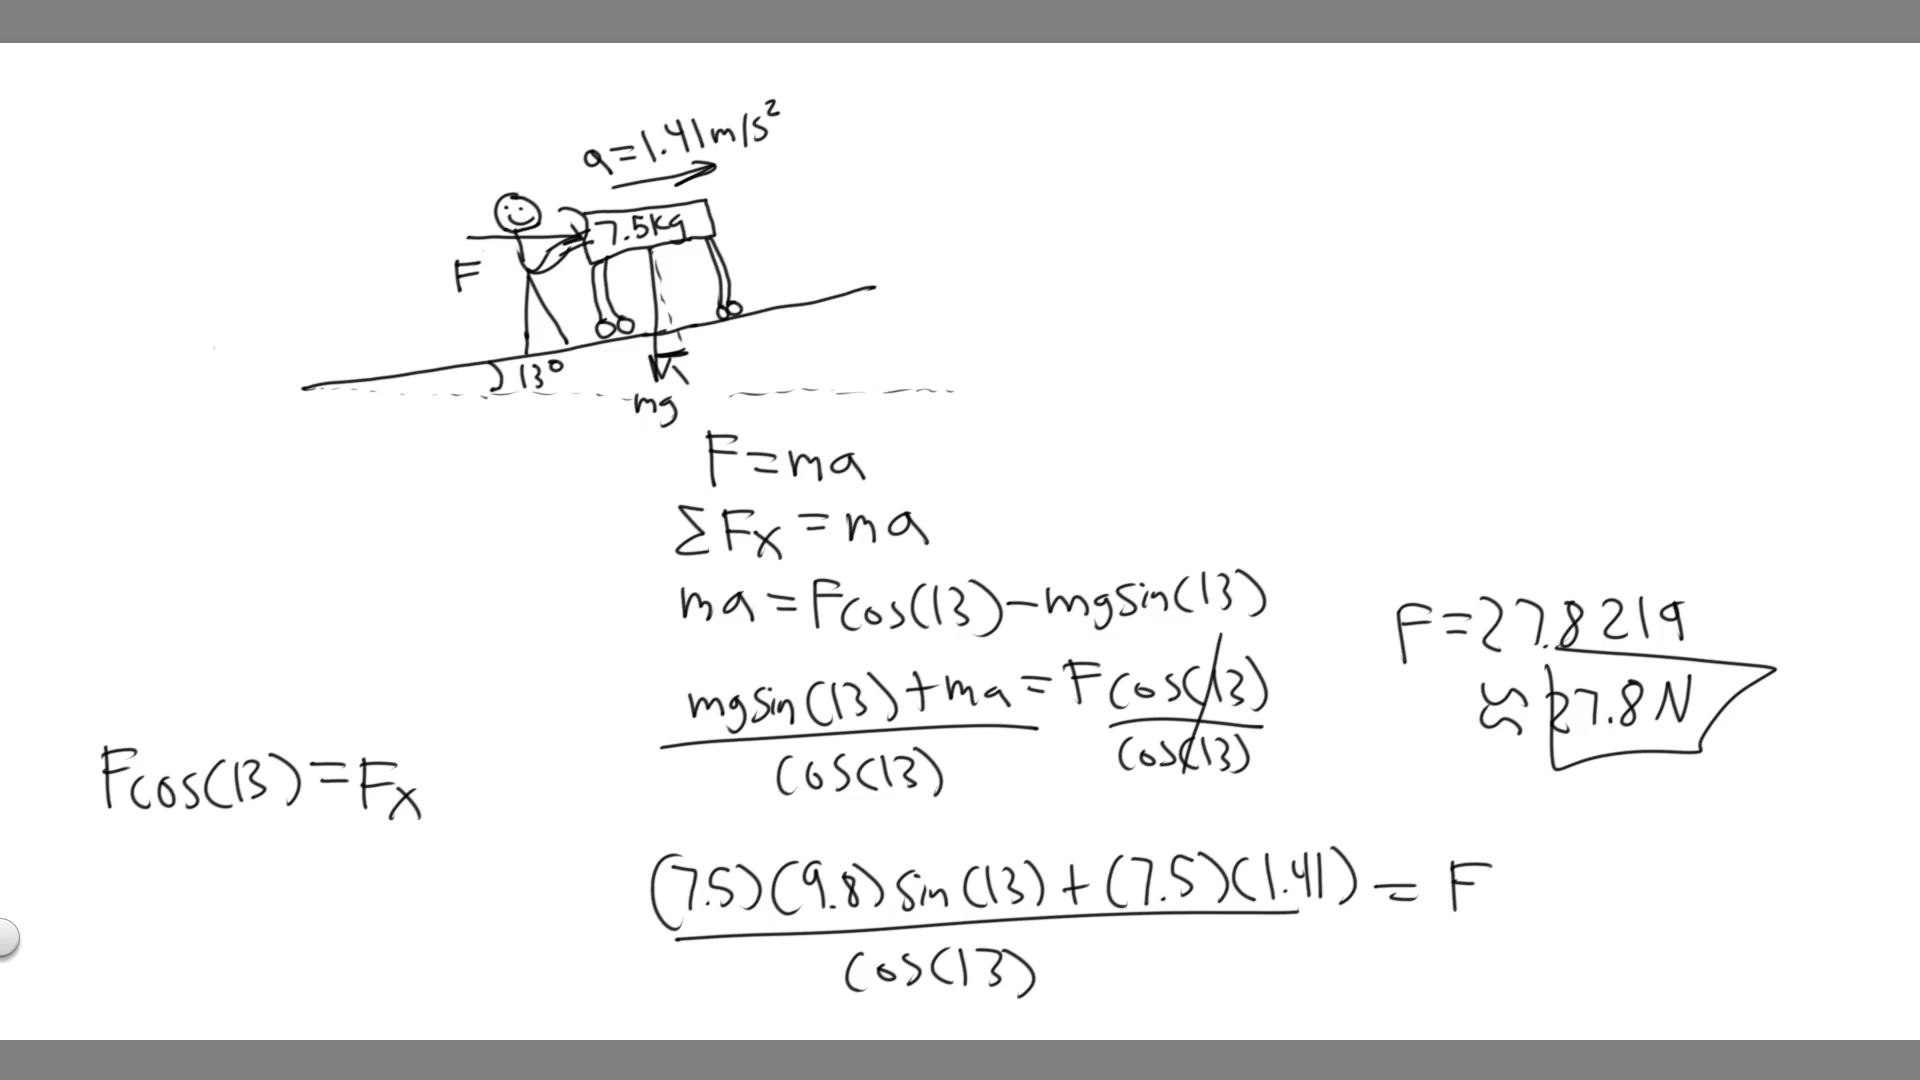 a=1.41m/s²
7.5kg
F
13°
mg
F=ma
ΣFx=ma
ma=Fcos(13)-mgsin(13)
mgsin(13)+ma=Fcos(13)
cos(13) cos(13)
Fcos(13)=Fx
(7.5)(9.8)sin(13)+(7.5)(1.41)=F
cos(13)
F=27.8219
≈27.8N